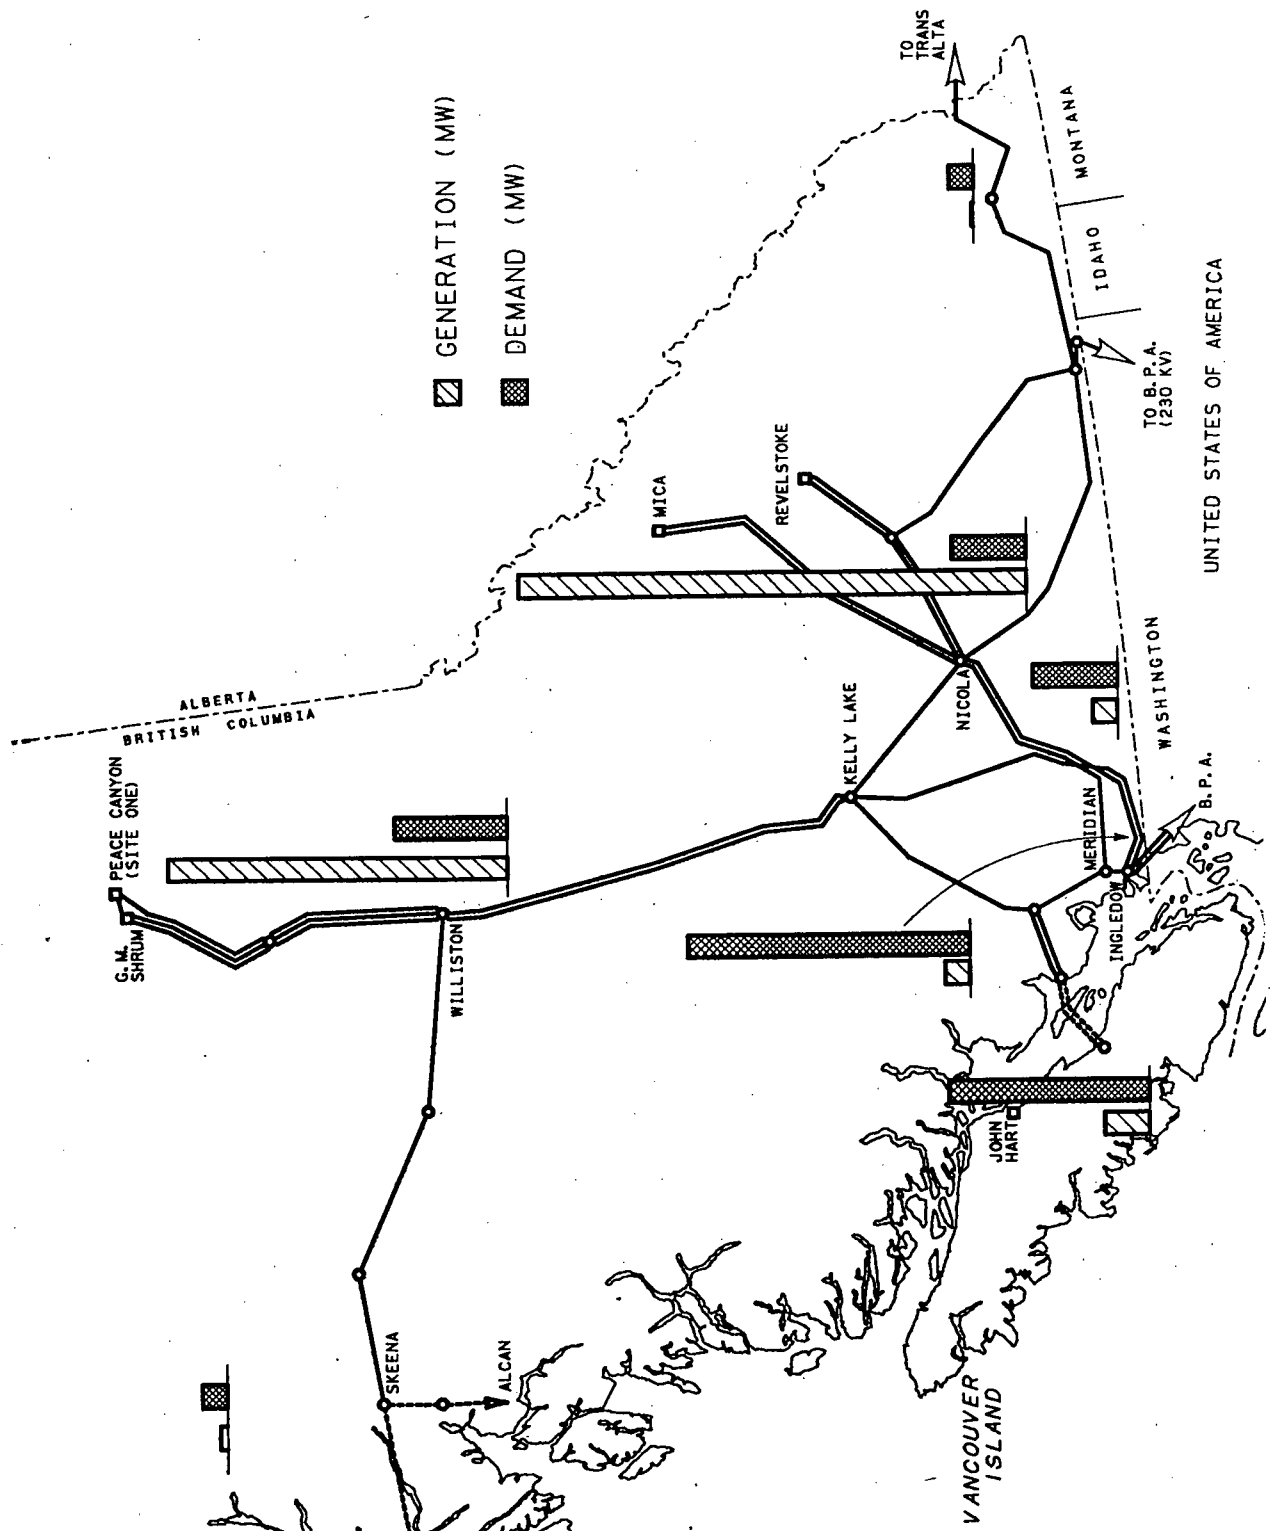 TO
TRANS
ALTA
GENERATION (MW)
DEMAND (MW)
MONTANA
IDAHO
UNITED STATES OF AMERICA
TO B.P.A.
(230 KV)
REVELSTOKE
MICA
ALBERTA
BRITISH COLUMBIA
PEACE CANYON
(SITE ONE)
G.M.
SHRUM
WILLISTON
KELLY LAKE
NICOLA
WASHINGTON
MERIDIAN
INGLEDOW
B.P.A.
JOHN
HART
SKEENA
ALCAN
VANCOUVER
ISLAND